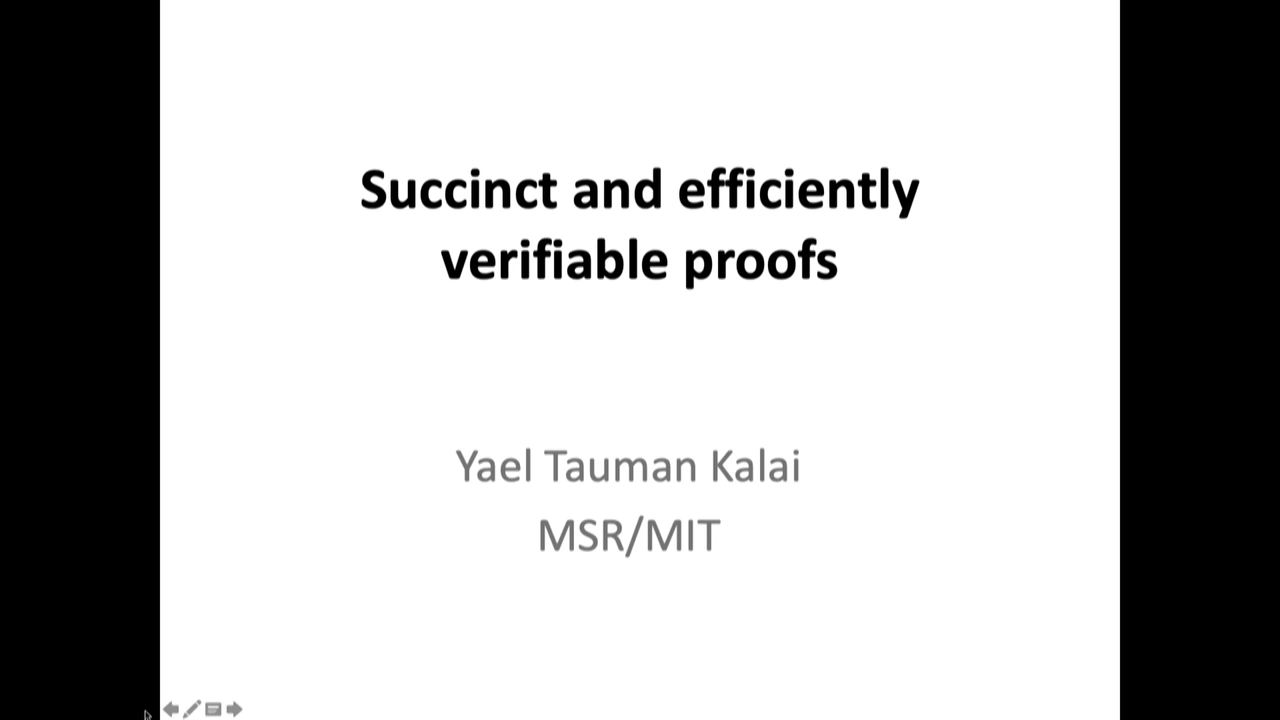 Succinct and efficiently
verifiable proofs
Yael Tauman Kalai
MSR/MIT